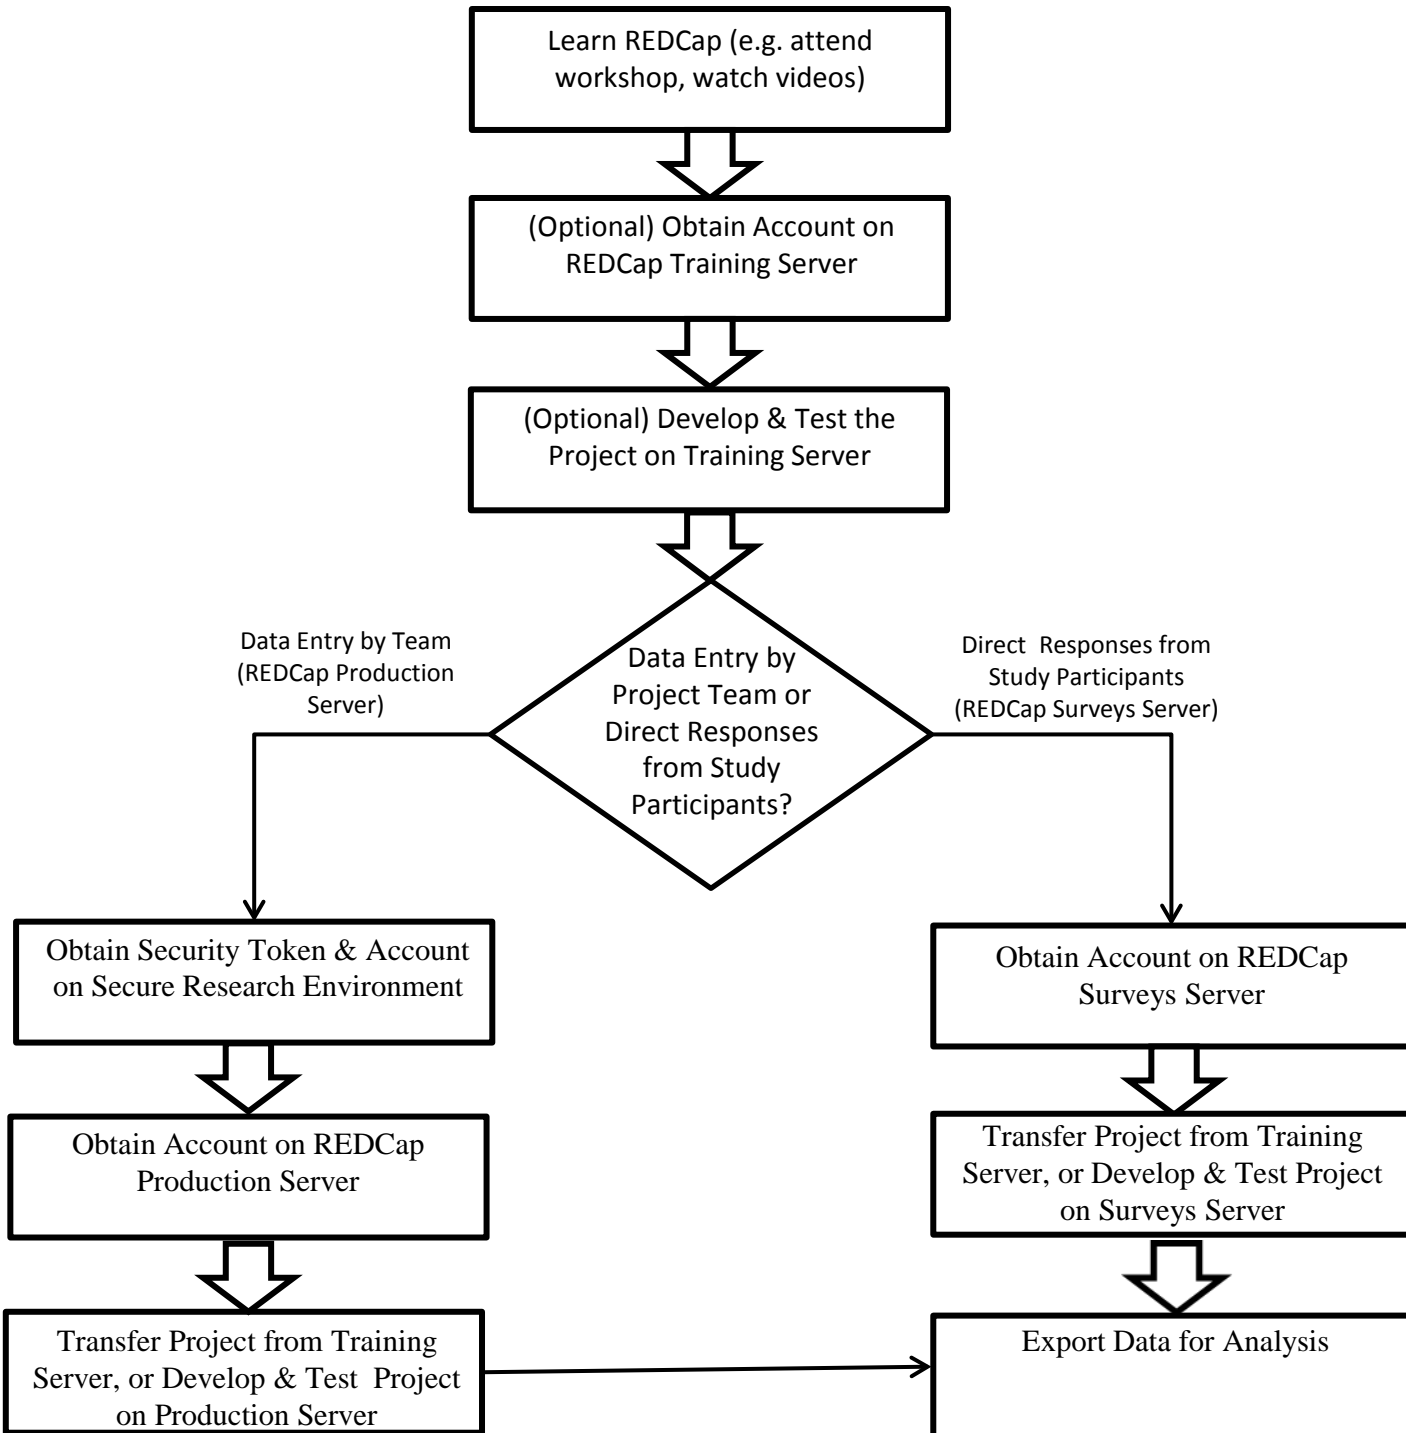 Learn REDCap (e.g. attend
workshop, watch videos)
(Optional) Obtain Account on
REDCap Training Server
(Optional) Develop & Test the
Project on Training Server
Data Entry by Team
(REDCap Production
Server)
Data Entry by
Project Team or
Direct Responses
from Study
Participants?
Direct Responses from
Study Participants
(REDCap Surveys Server)
Obtain Security Token & Account
on Secure Research Environment
Obtain Account on REDCap
Production Server
Transfer Project from Training
Server, or Develop & Test Project
on Production Server
Obtain Account on REDCap
Surveys Server
Transfer Project from Training
Server, or Develop & Test Project
on Surveys Server
Export Data for Analysis